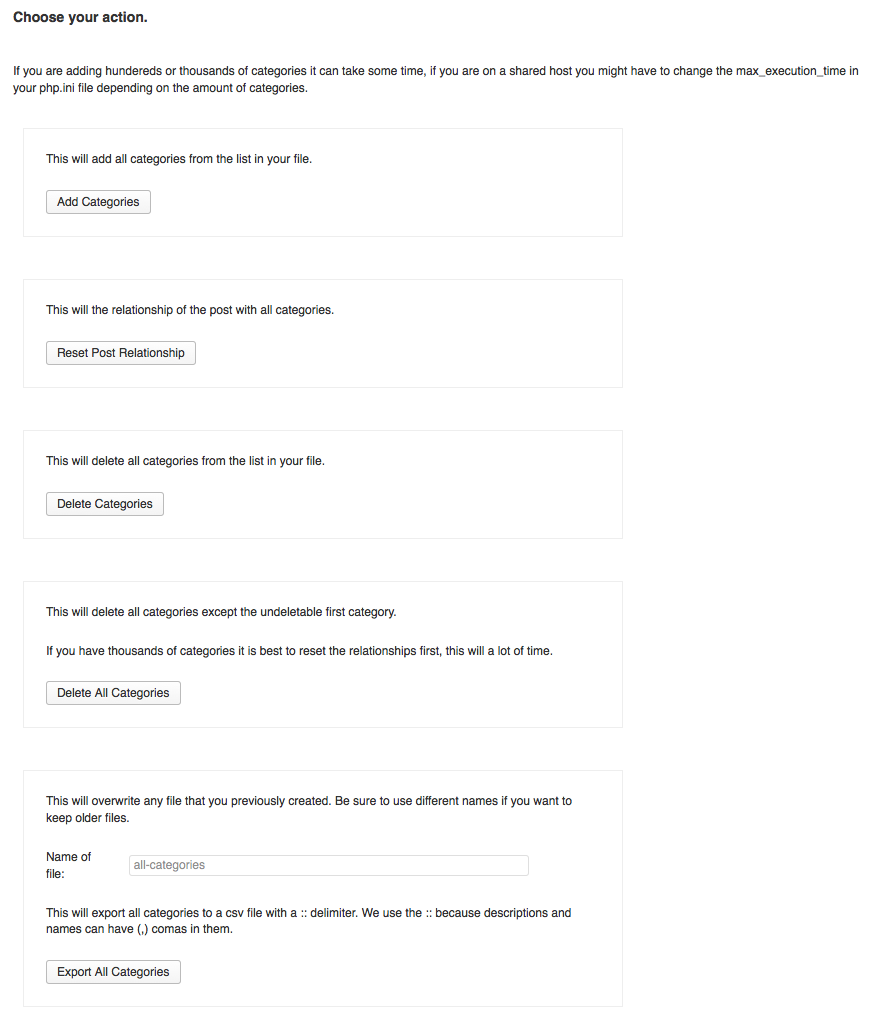 Choose your action.
If you are adding hundereds or thousands of categories it can take some time, if you are on a shared host you might have to change the max_execution_time in
your php.ini file depending on the amount of categories.
This will add all categories from the list in your file.
Add Categories
This will the relationship of the post with all categories.
Reset Post Relationship
This will delete all categories from the list in your file.
Delete Categories
This will delete all categories except the undeletable first category.
If you have thousands of categories it is best to reset the relationships first, this will a lot of time.
Delete All Categories
This will overwrite any file that you previously created. Be sure to use different names if you want to
keep older files.
Name of
file:
all-categories
This will export all categories to a csv file with a :: delimiter. We use the :: because descriptions and
names can have (,) comas in them.
Export All Categories